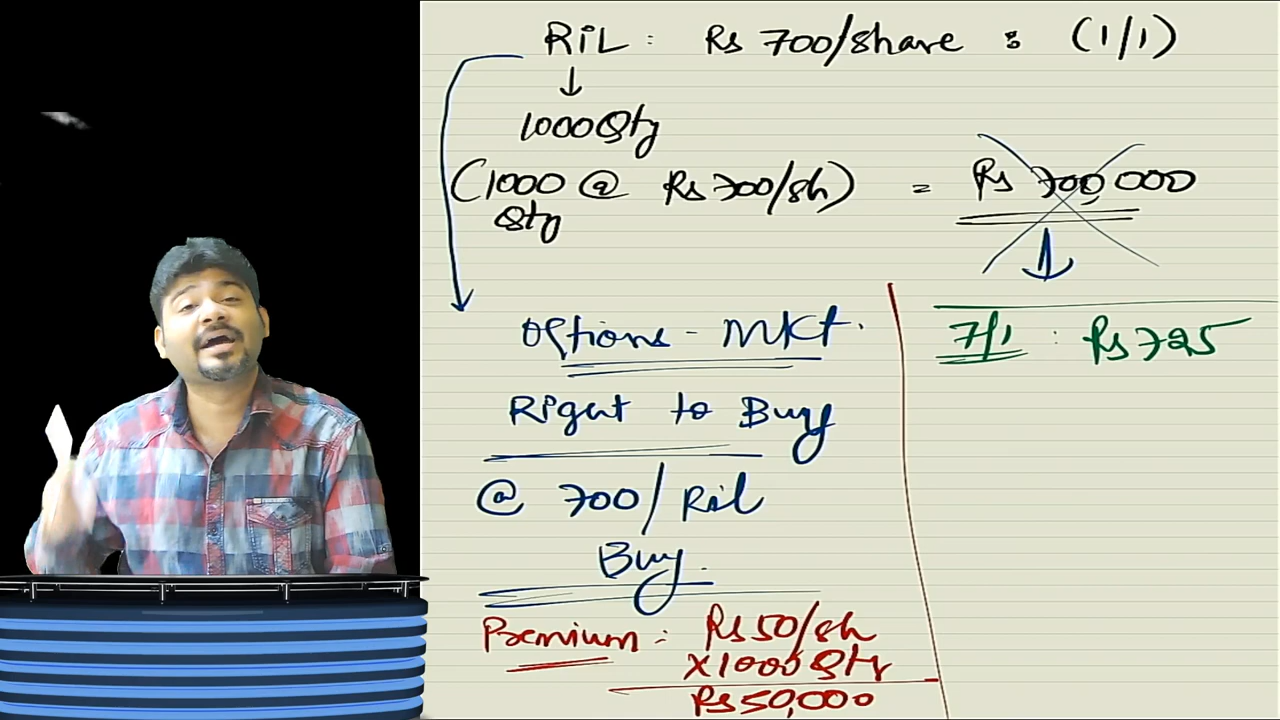 RIL : Rs 700/share : (1/1)
1000 Qty
(1000 @ Rs 700/sh) = Rs 700,000
Qty
Options - Mkt.
7/1 : Rs 725
Right to Buy
@ 700/Ril
Buy.
Premium : Rs 50/sh
X1000 Qty
Rs 50,000